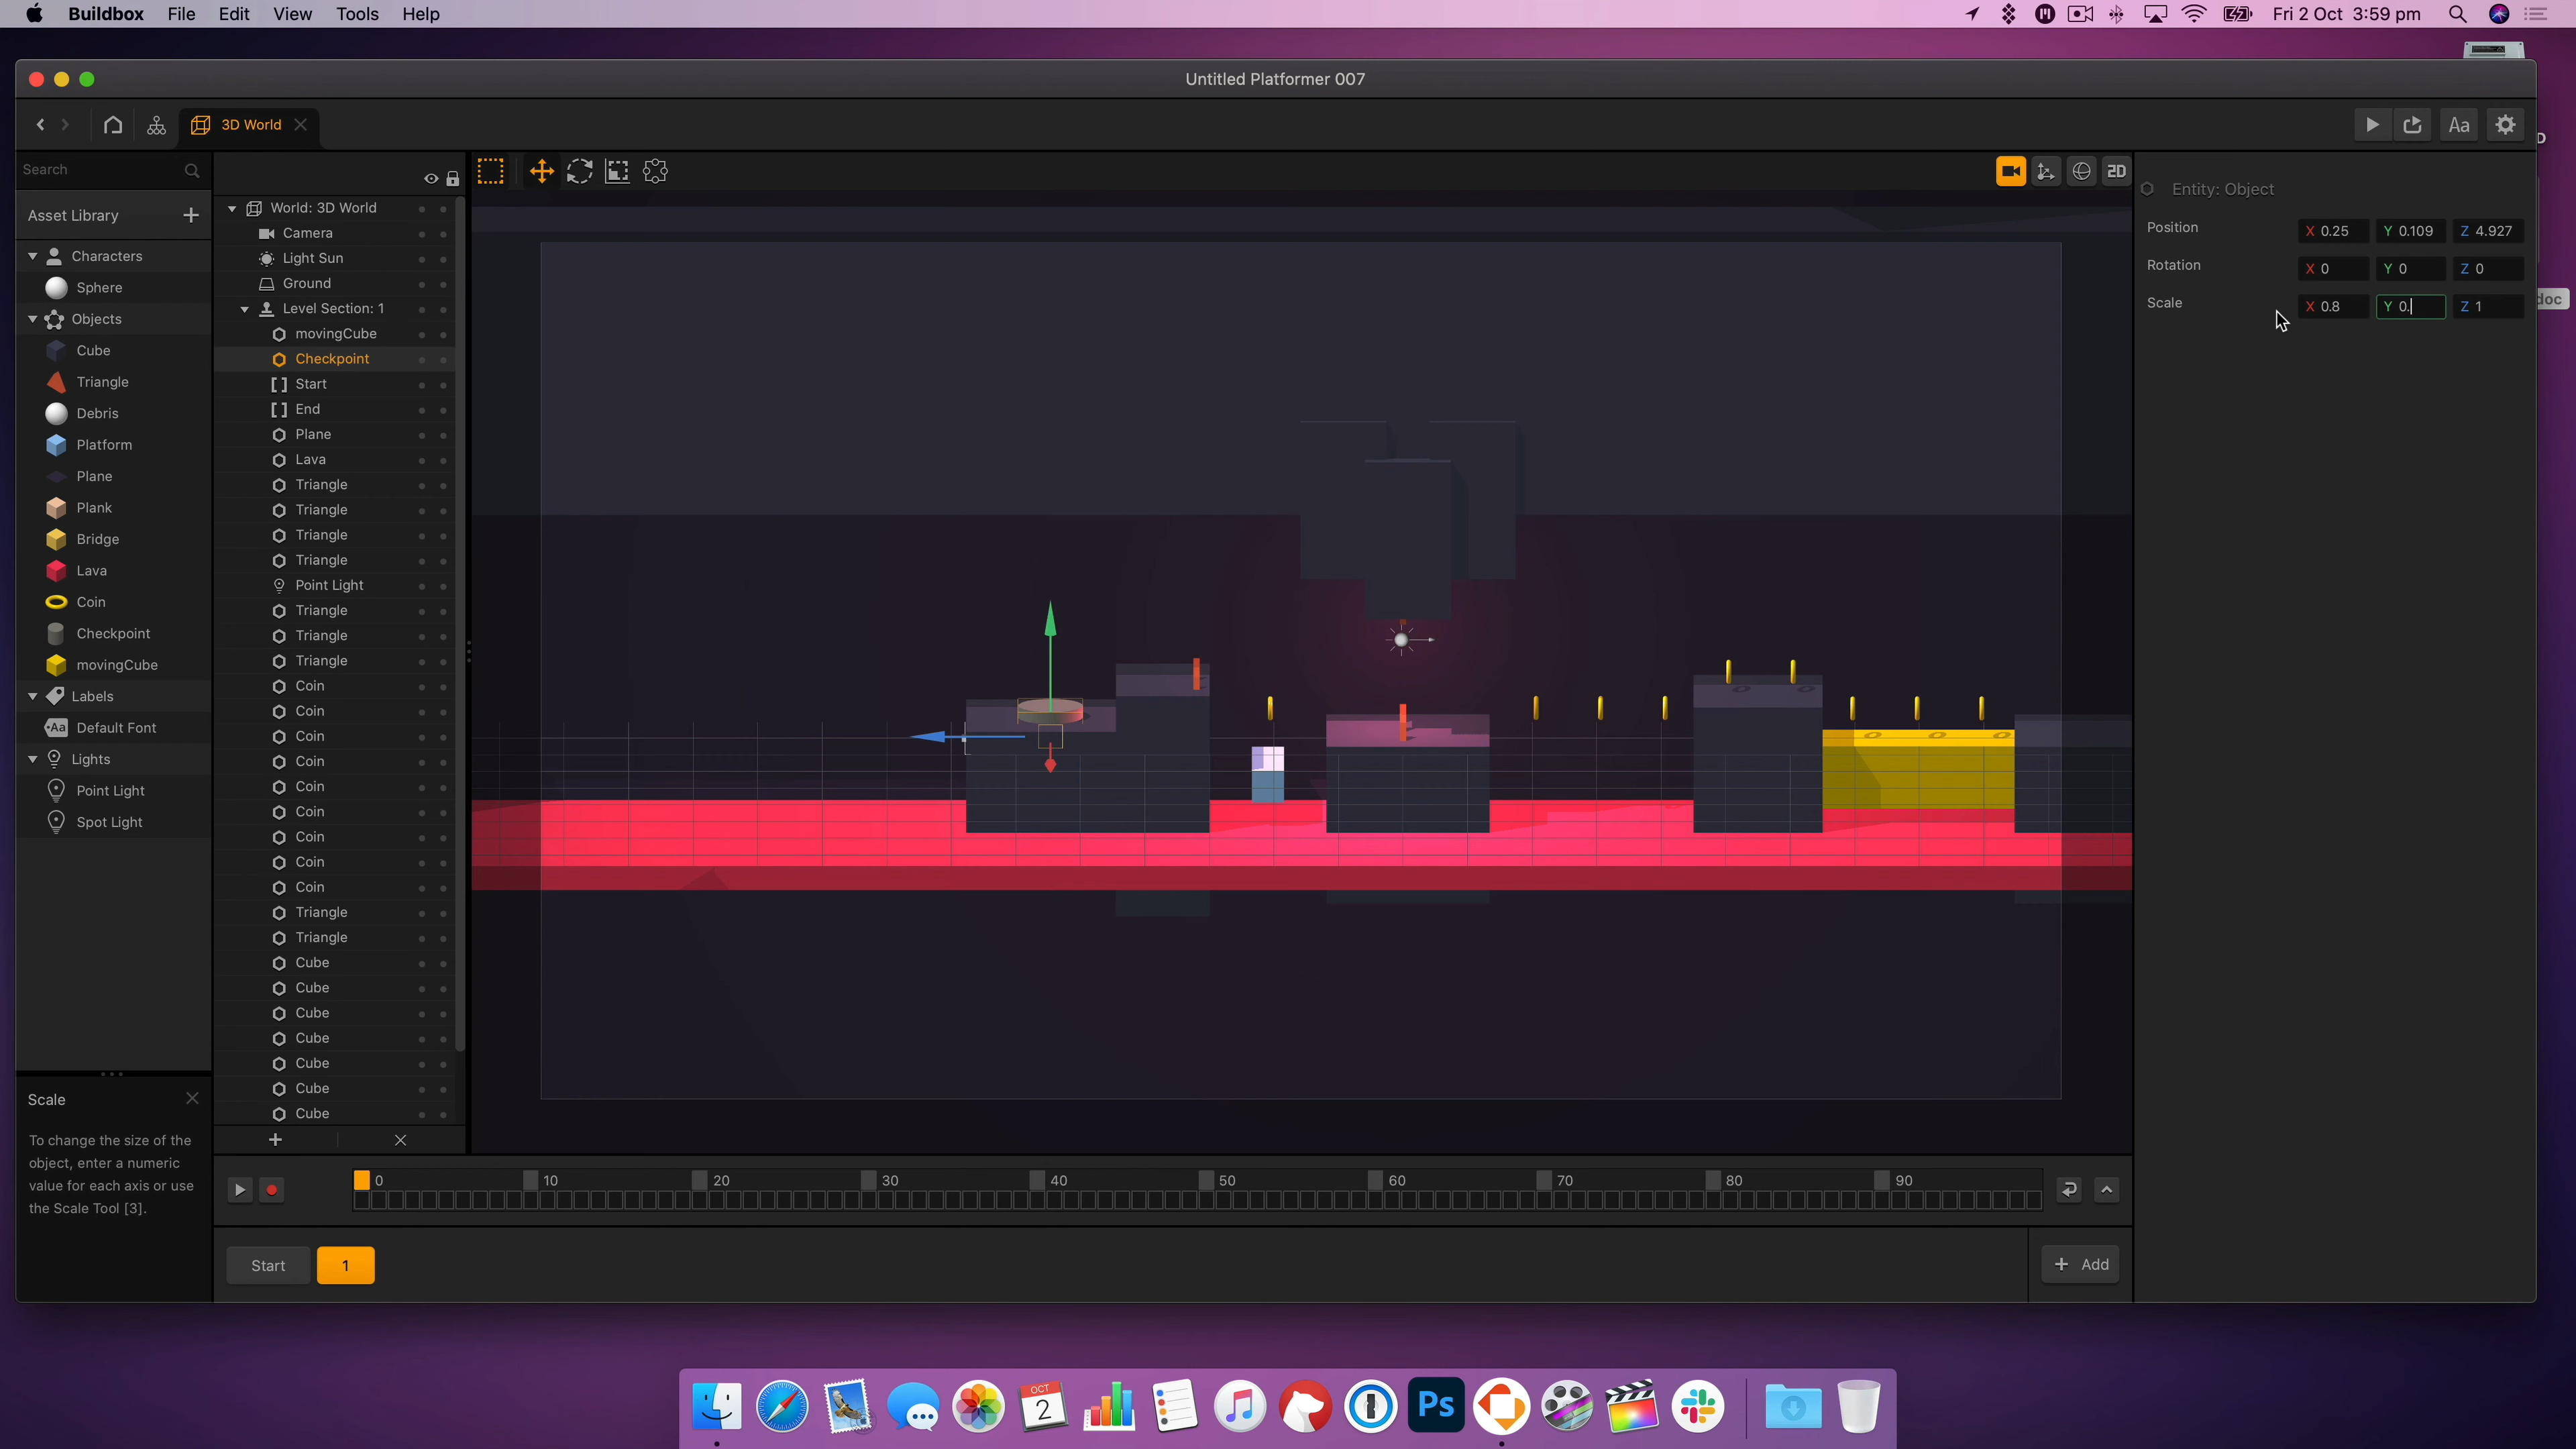 Buildbox File Edit View Tools Help
Fri 2 Oct 3:59 pm
Untitled Platformer 007
3D World
Aa
Search
Asset Library
Characters
Sphere
Objects
Cube
Triangle
Debris
Platform
Plane
Plank
Bridge
Lava
Coin
Checkpoint
movingCube
Labels
Aa Default Font
Lights
Point Light
Spot Light
Scale
To change the size of the
object, enter a numeric
value for each axis or use
the Scale Tool [3].
World: 3D World
Camera
Light Sun
Ground
Level Section: 1
movingCube
Checkpoint
[ ] Start
[ ] End
Plane
Lava
Triangle
Triangle
Triangle
Triangle
Point Light
Triangle
Triangle
Triangle
Coin
Coin
Coin
Coin
Coin
Coin
Coin
Coin
Coin
Triangle
Triangle
Cube
Cube
Cube
Cube
Cube
Cube
Cube
2D
Entity: Object
Position X 0.25 Y 0.109 Z 4.927
Rotation X 0 Y 0 Z 0
Scale X 0.8 Y 0. Z 1
doc
0 10 20 30 40 50 60 70 80 90
Start 1
+ Add
OCT
2
Ps